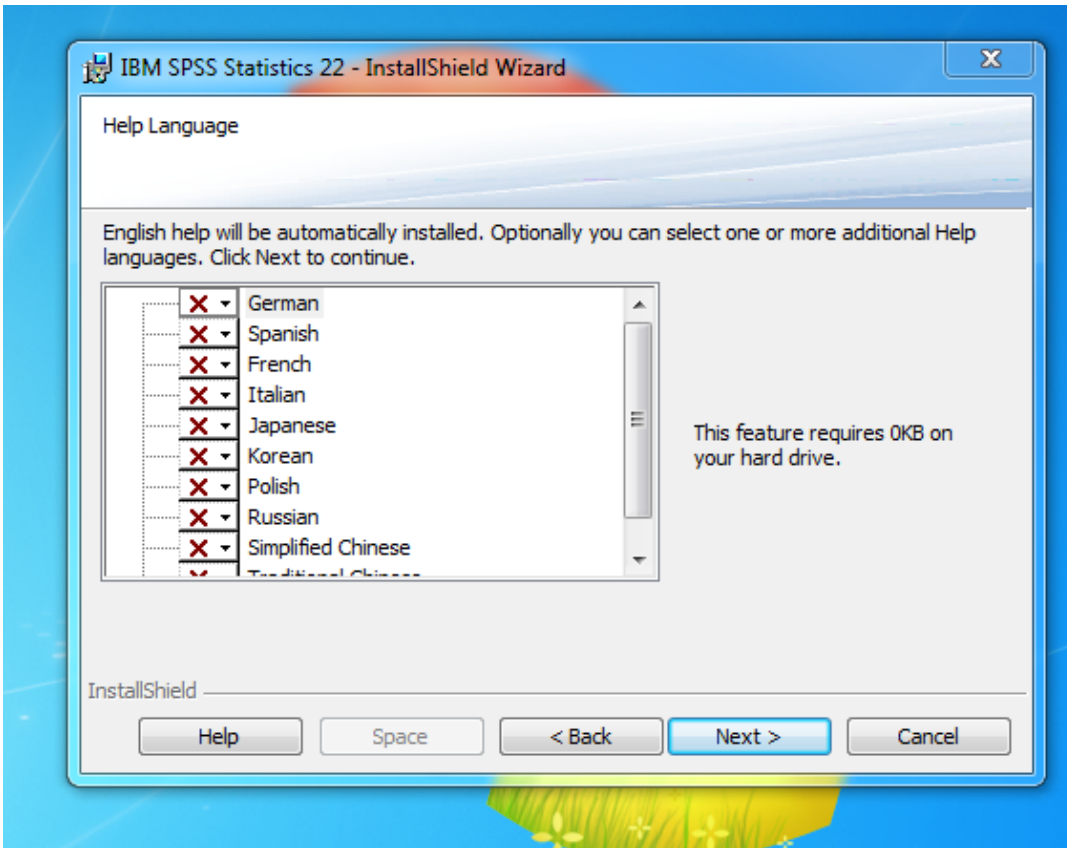 IBM SPSS Statistics 22 - InstallShield Wizard
Help Language
English help will be automatically installed. Optionally you can select one or more additional Help
languages. Click Next to continue.
German
Spanish
French
Italian
Japanese
Korean
Polish
Russian
Simplified Chinese
Traditional Chinese
This feature requires 0KB on
your hard drive.
InstallShield
Help
Space
< Back
Next >
Cancel